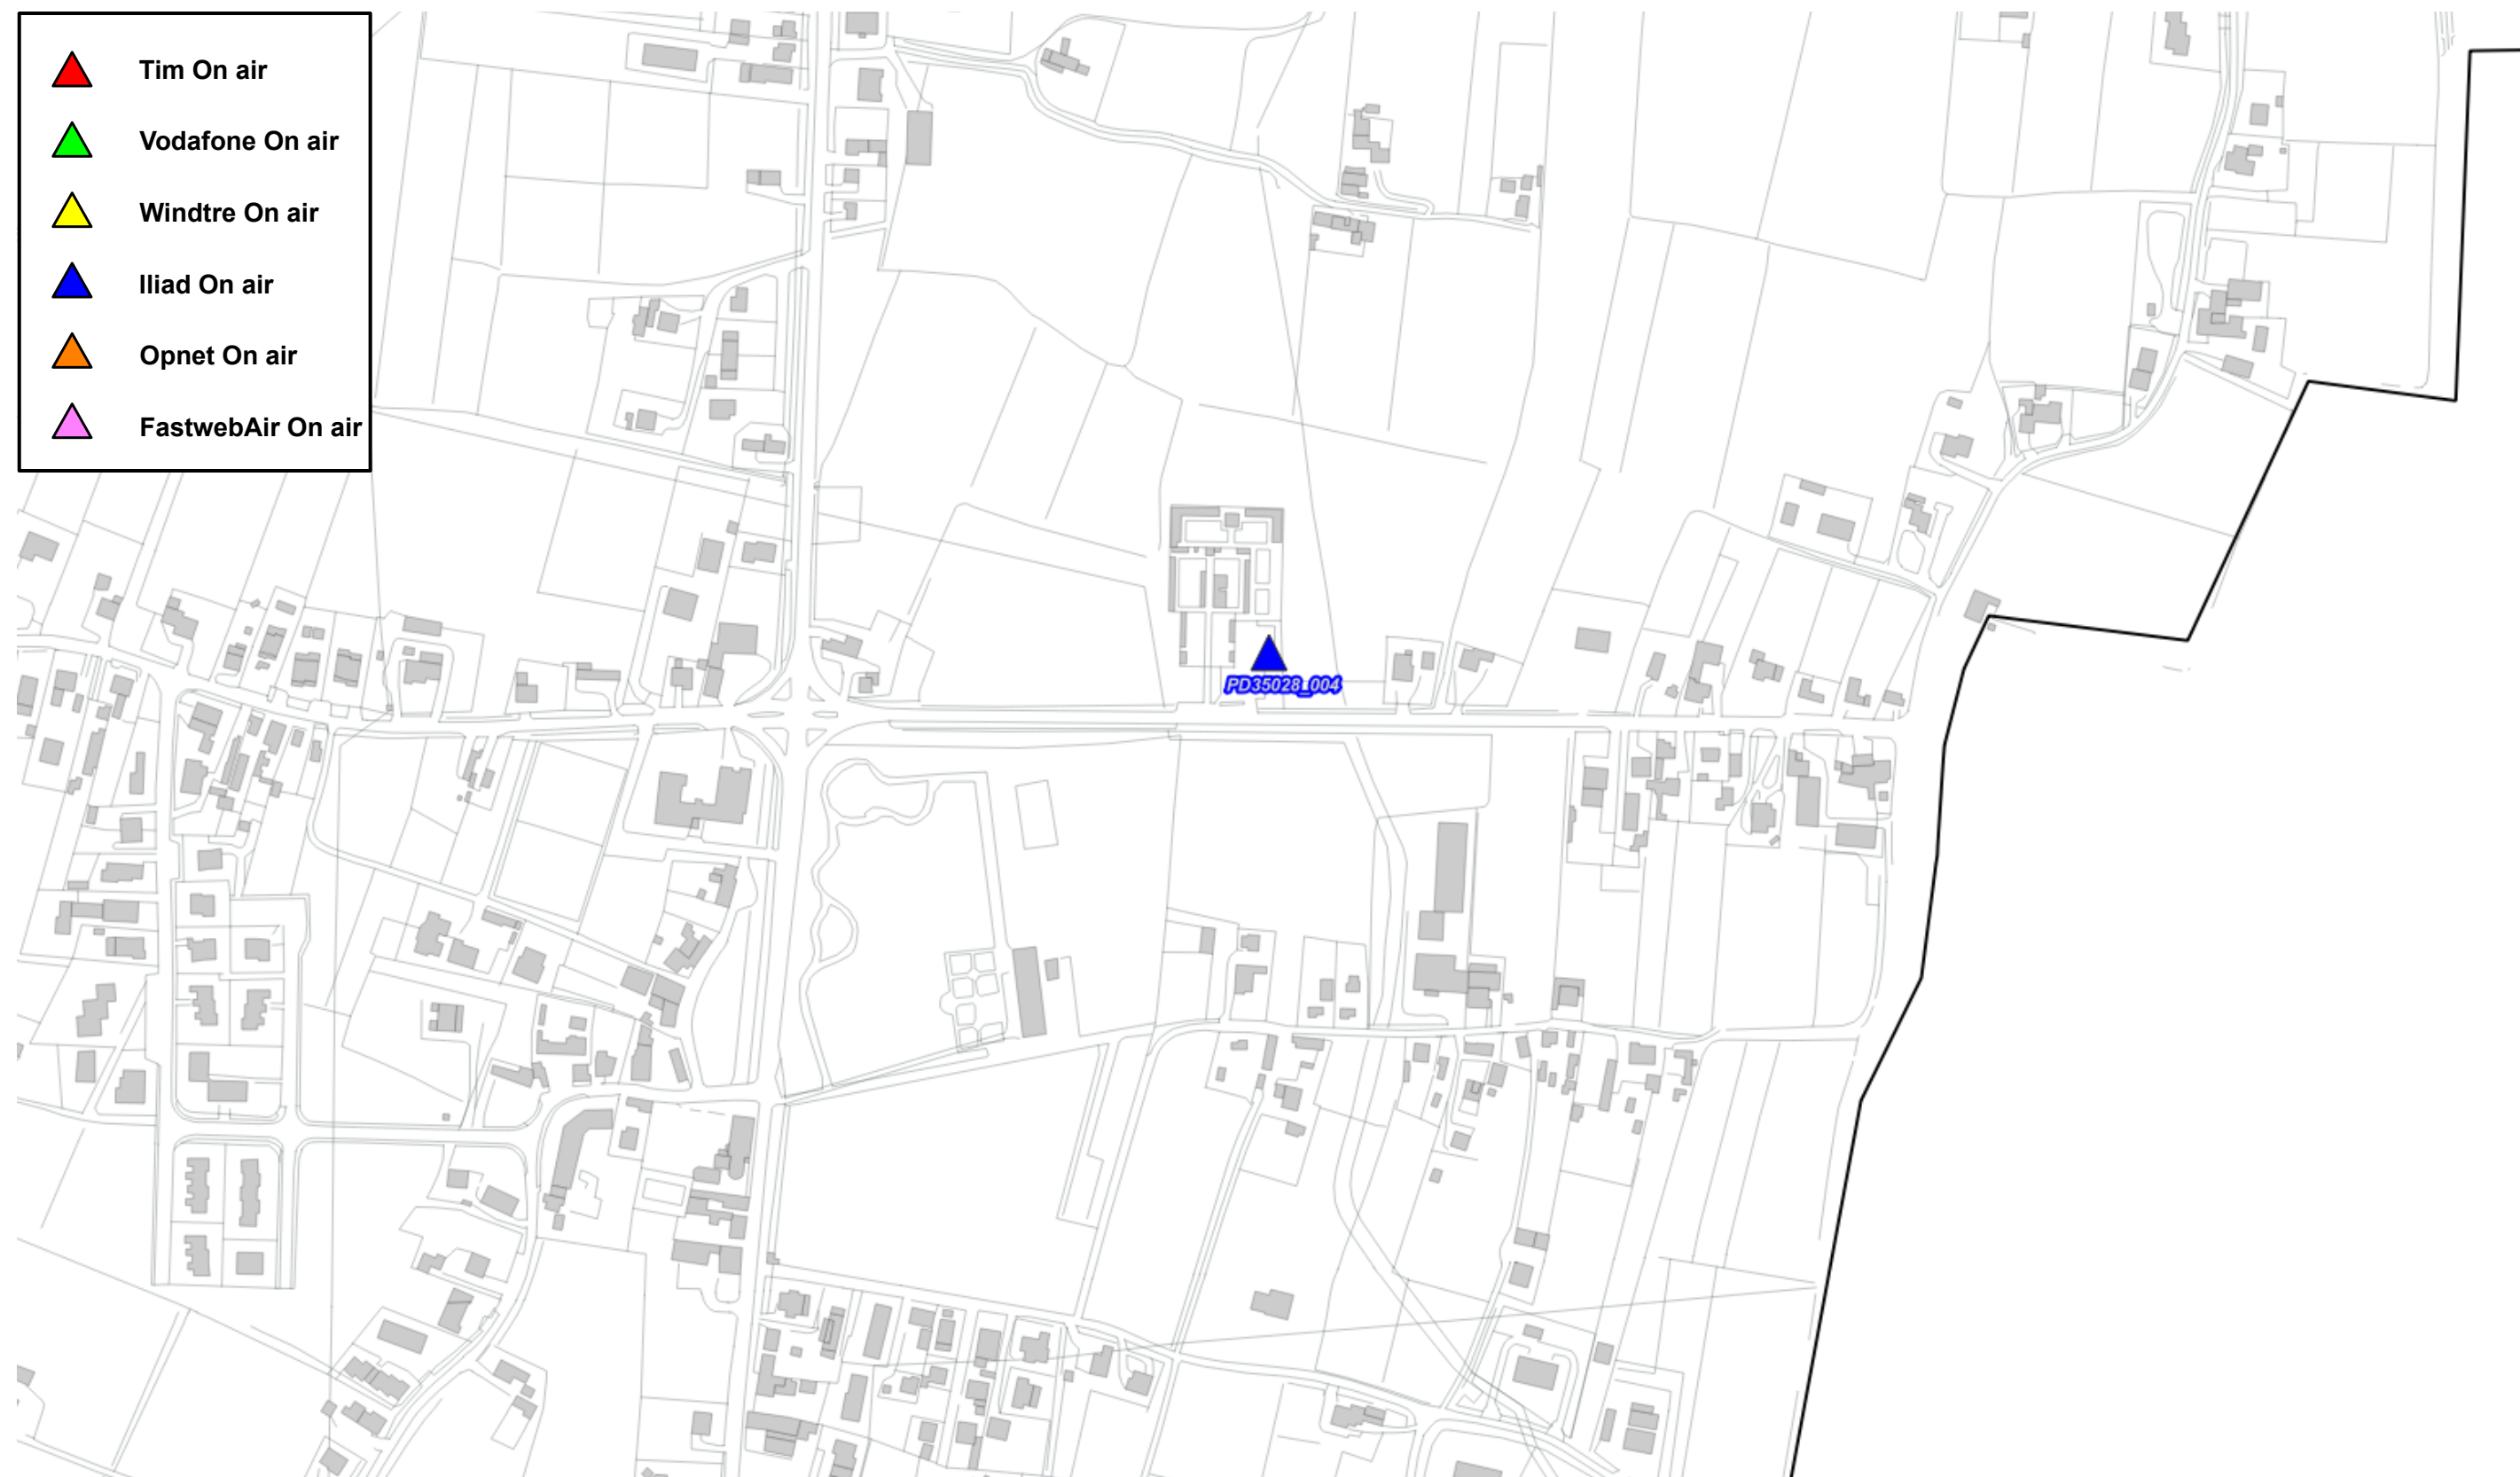 Tim On air
Vodafone On air
Windtre On air
Iliad On air
Opnet On air
FastwebAir On air
PD35028_004